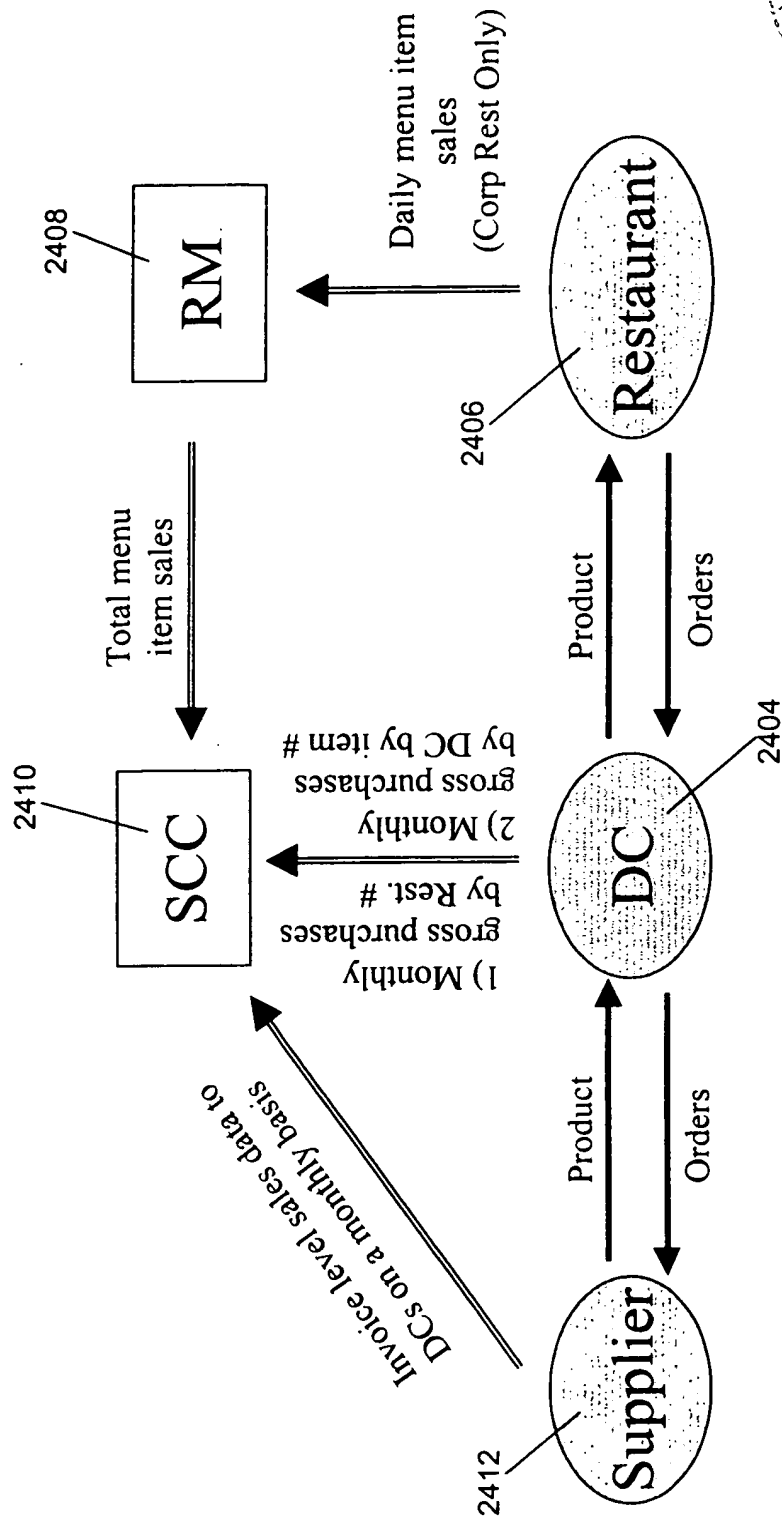 2410
SCC
2408
RM
Total menu
item sales
Invoice level sales data to
DCs on a monthly basis
1) Monthly
gross purchases
by Rest. #
2) Monthly
gross purchases
by DC by item #
Daily menu item
sales
(Corp Rest Only)
2412
Supplier
Product
Orders
DC
2404
Product
Orders
2406
Restaurant